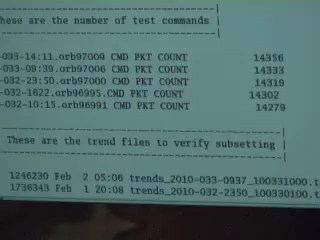 hese are the number of test commands |
-033-14:11.orb97009 CMD PKT COUNT 14356
-033-09:39.orb97006 CMD PKT COUNT 14333
-032-23:50.orb97000 CMD PKT COUNT 14319
-032-1622.orb96995.CMD PKT COUNT 14302
-032-10:15.orb96991 CMD PKT COUNT 14279
These are the trend files to verify subsetting |
1246230 Feb 2 05:06 trends_2010-033-0937_100331000.t
1736343 Feb 1 20:08 trends_2010-032-2350_100330100.t